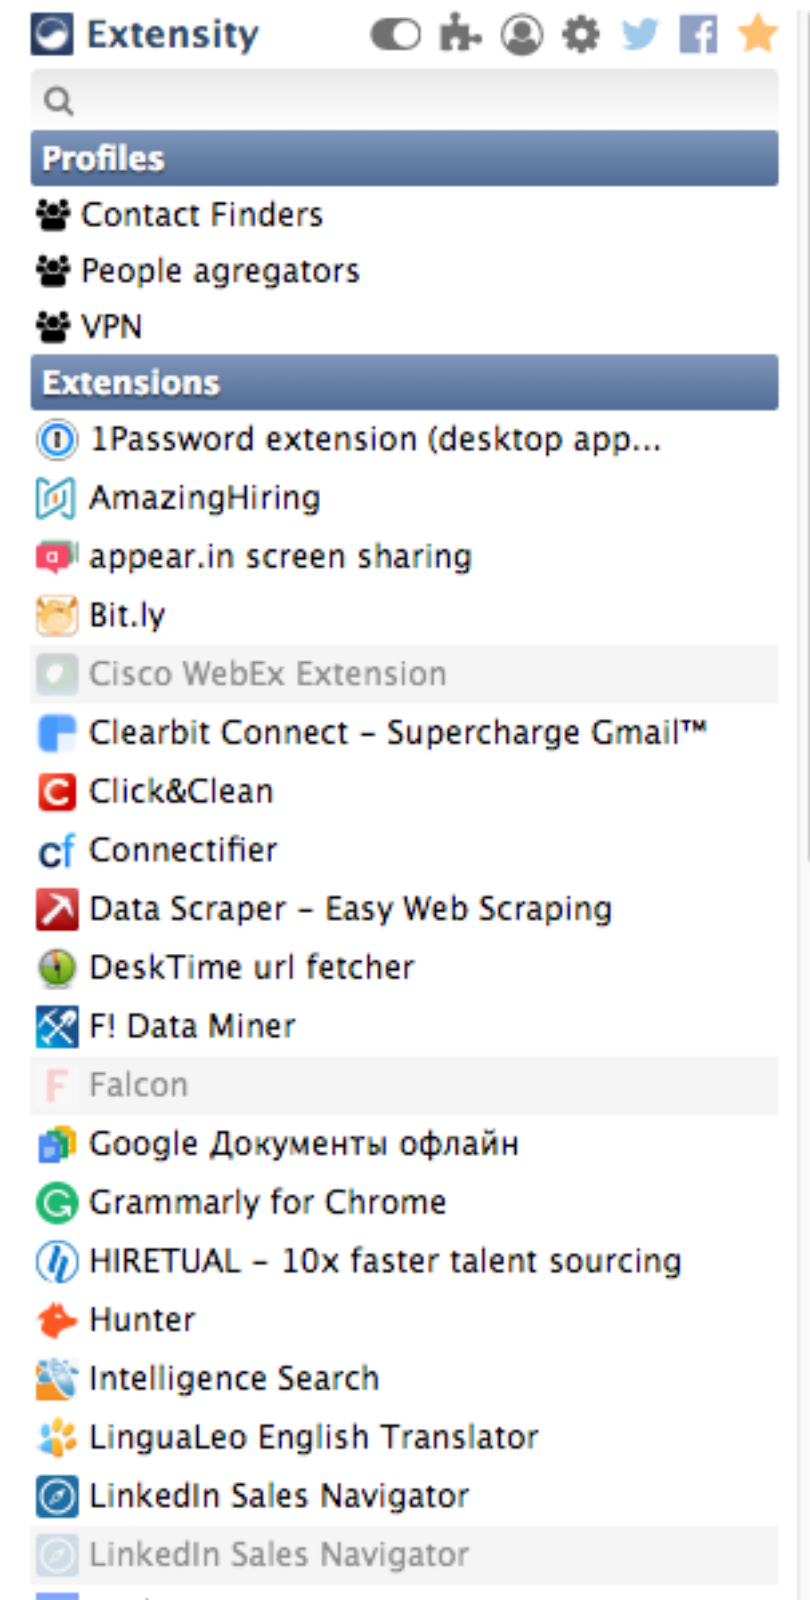 Extensity
Profiles
Contact Finders
People agregators
VPN
Extensions
1Password extension (desktop app...
AmazingHiring
appear.in screen sharing
Bit.ly
Cisco WebEx Extension
Clearbit Connect – Supercharge Gmail™
Click&Clean
Connectifier
Data Scraper – Easy Web Scraping
DeskTime url fetcher
F! Data Miner
Falcon
Google Документы офлайн
Grammarly for Chrome
HIRETUAL – 10x faster talent sourcing
Hunter
Intelligence Search
LinguaLeo English Translator
LinkedIn Sales Navigator
LinkedIn Sales Navigator